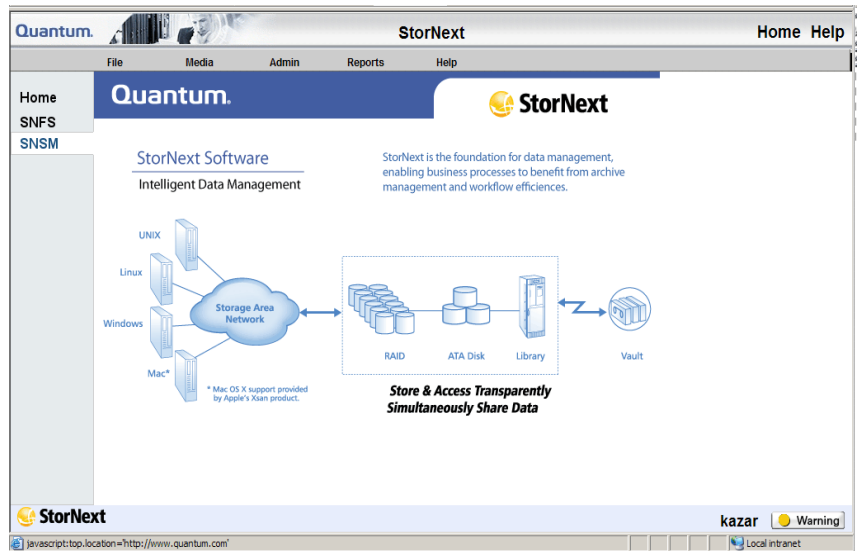 Quantum.
StorNext
Home Help
File Media Admin Reports Help
Home
SNFS
SNSM
Quantum.
StorNext
StorNext Software
Intelligent Data Management
StorNext is the foundation for data management,
enabling business processes to benefit from archive
management and workflow efficiences.
UNIX
Linux
Windows
Mac*
Storage Area
Network
* Mac OS X support provided
by Apple's Xsan product.
RAID
ATA Disk
Library
Vault
Store & Access Transparently
Simultaneously Share Data
StorNext
kazar
Warning
javascript:top.location='http://www.quantum.com'
Local intranet